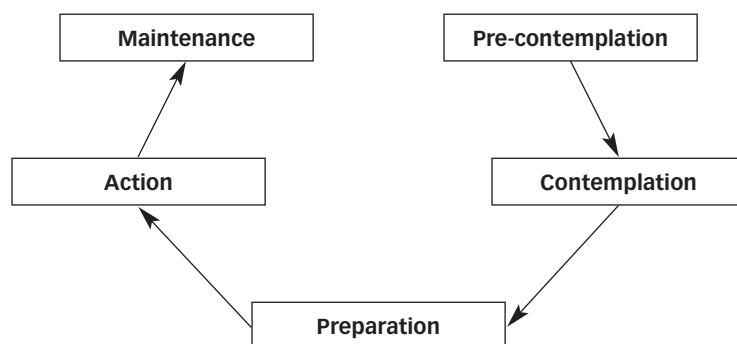 Maintenance
Pre-contemplation
Action
Contemplation
Preparation